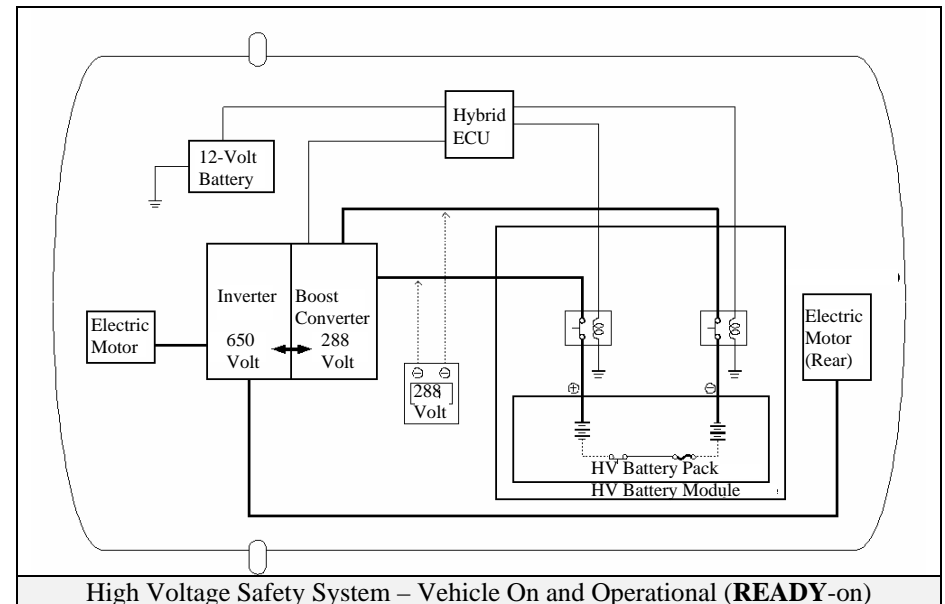 Hybrid
ECU
12-Volt
Battery
Inverter
650
Volt
Boost
Converter
288
Volt
Electric
Motor
288
Volt
Electric
Motor
(Rear)
HV Battery Pack
HV Battery Module
High Voltage Safety System – Vehicle On and Operational (READY-on)